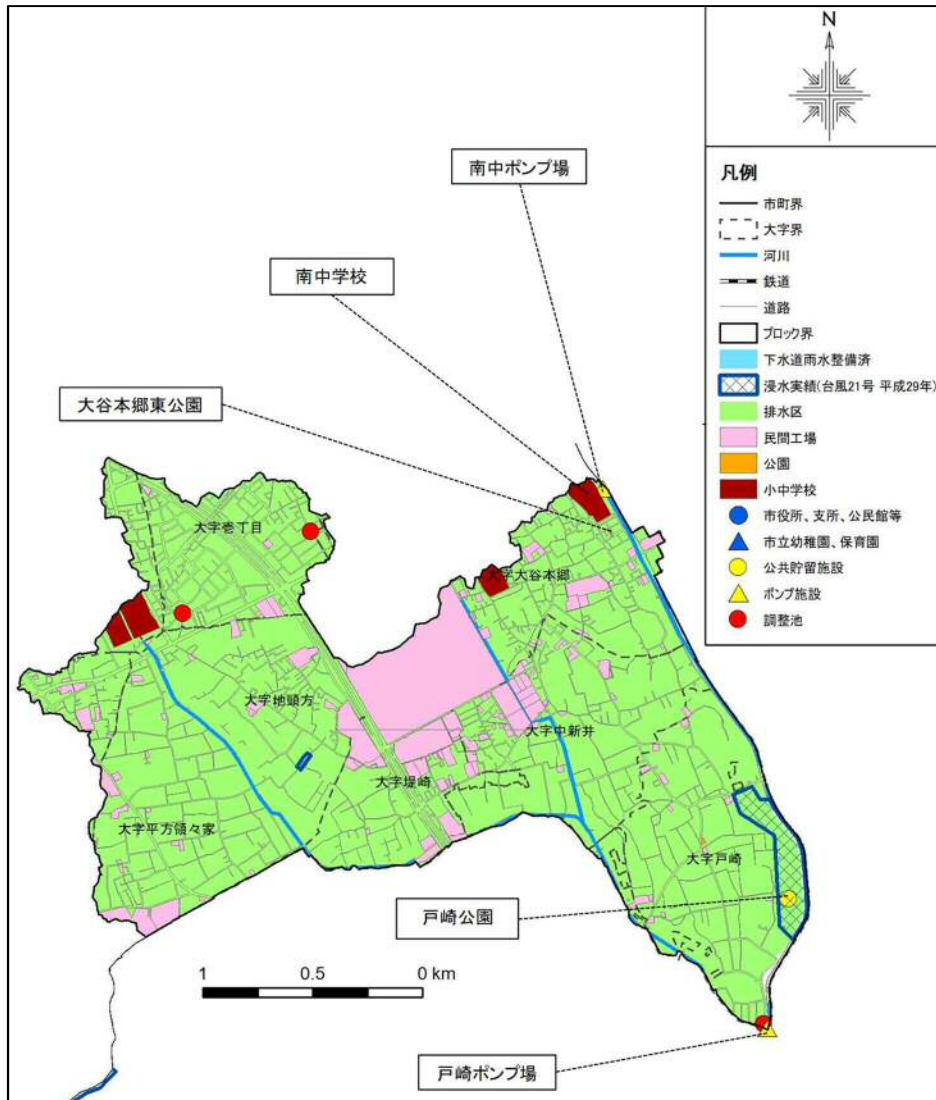 N
凡例
市町界
大字界
河川
鉄道
道路
ブロック界
下水道雨水整備済
浸水実績(台風21号 平成29年)
排水区
民間工場
公園
小中学校
市役所、支所、公民館等
市立幼稚園、保育園
公共貯留施設
ポンプ施設
調整池
南中ポンプ場
南中学校
大谷本郷東公園
大字壱丁目
大字大谷本郷
大字地頭方
大字中新井
大字堤崎
大字平方領々家
大字戸崎
戸崎公園
1 0.5 0 km
戸崎ポンプ場